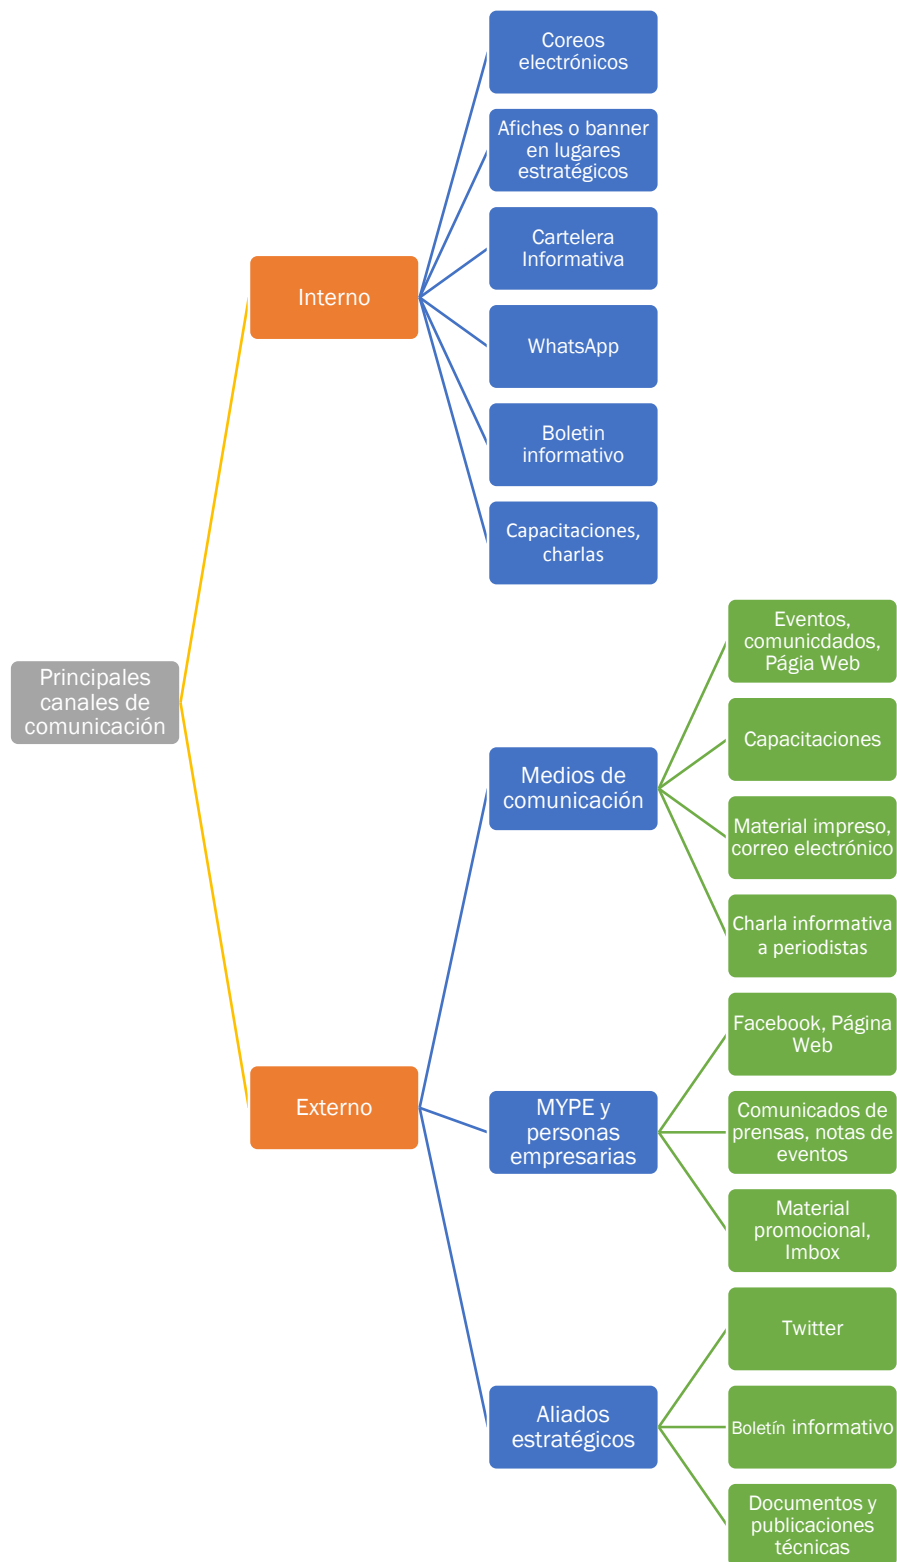 Coreos
electrónicos
Afiches o banner
en lugares
estratégicos
Cartelera
Informativa
Interno
WhatsApp
Boletin
informativo
Capacitaciones,
charlas
Principales
canales de
comunicación
Eventos,
comunicdados,
Págia Web
Capacitaciones
Medios de
comunicación
Material impreso,
correo electrónico
Charla informativa
a periodistas
Externo
Facebook, Página
Web
MYPE y
personas
empresarias
Comunicados de
prensas, notas de
eventos
Material
promocional,
Imbox
Twitter
Aliados
estratégicos
Boletín informativo
Documentos y
publicaciones
técnicas